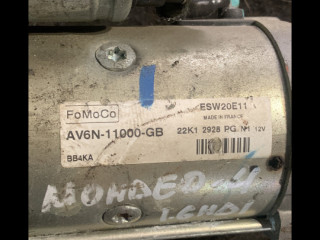 FoMoCo
ESW20E11
MADE IN FRANCE
AV6N-11000-GB
22K1 2928 PG N1 12V
BB4KA
MONDEO